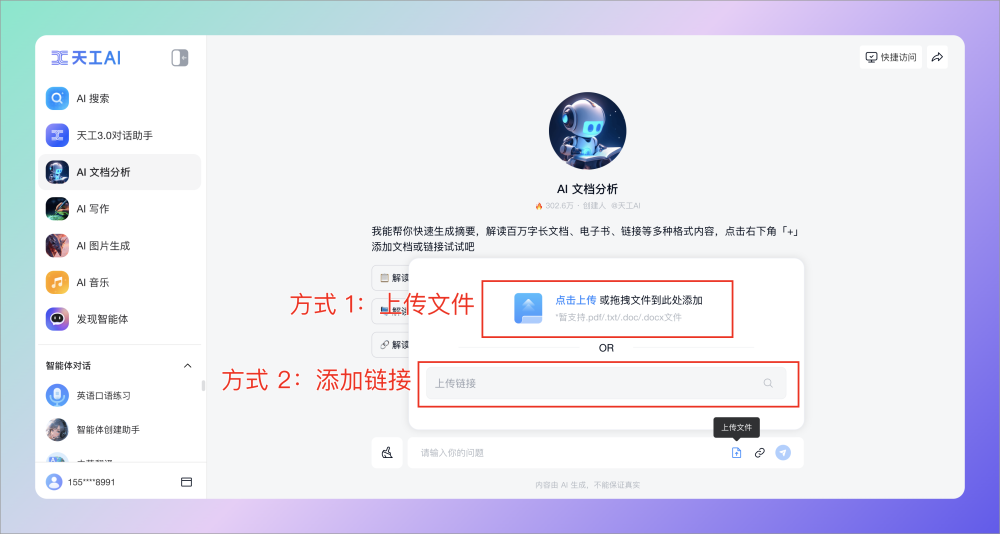 天工AI
AI 搜索
天工3.0对话助手
AI 文档分析
AI 写作
AI 图片生成
AI 音乐
发现智能体
智能体对话
英语口语练习
智能体创建助手
155****8991
快捷访问
AI 文档分析
302.6万 · 创建人 @天工AI
我能帮你快速生成摘要，解读百万字长文档、电子书、链接等多种格式内容，点击右下角「+」
添加文档或链接试试吧
解读
解读
解读
方式 1：上传文件
点击上传 或拖拽文件到此处添加
*暂支持.pdf/.txt/.doc/.docx文件
OR
方式 2：添加链接
上传链接
上传文件
请输入你的问题
内容由 AI 生成，不能保证真实